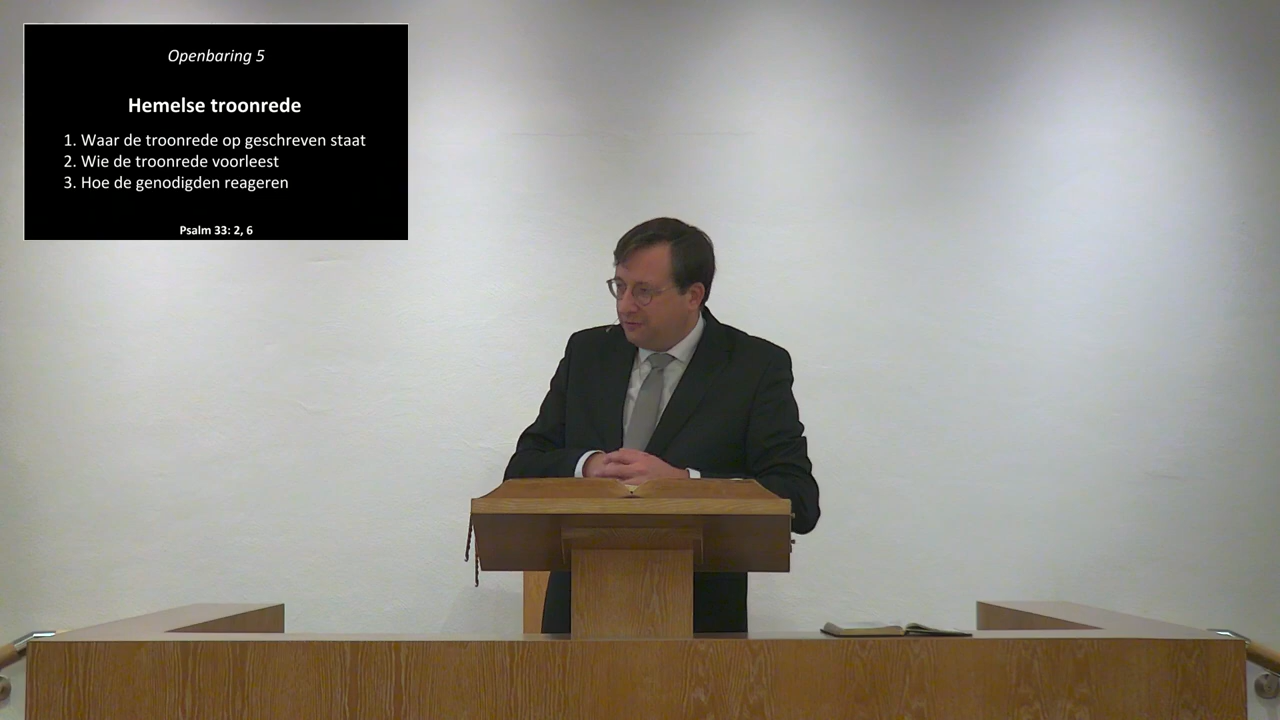 Openbaring 5
Hemelse troonrede
1. Waar de troonrede op geschreven staat
2. Wie de troonrede voorleest
3. Hoe de genodigden reageren
Psalm 33: 2, 6